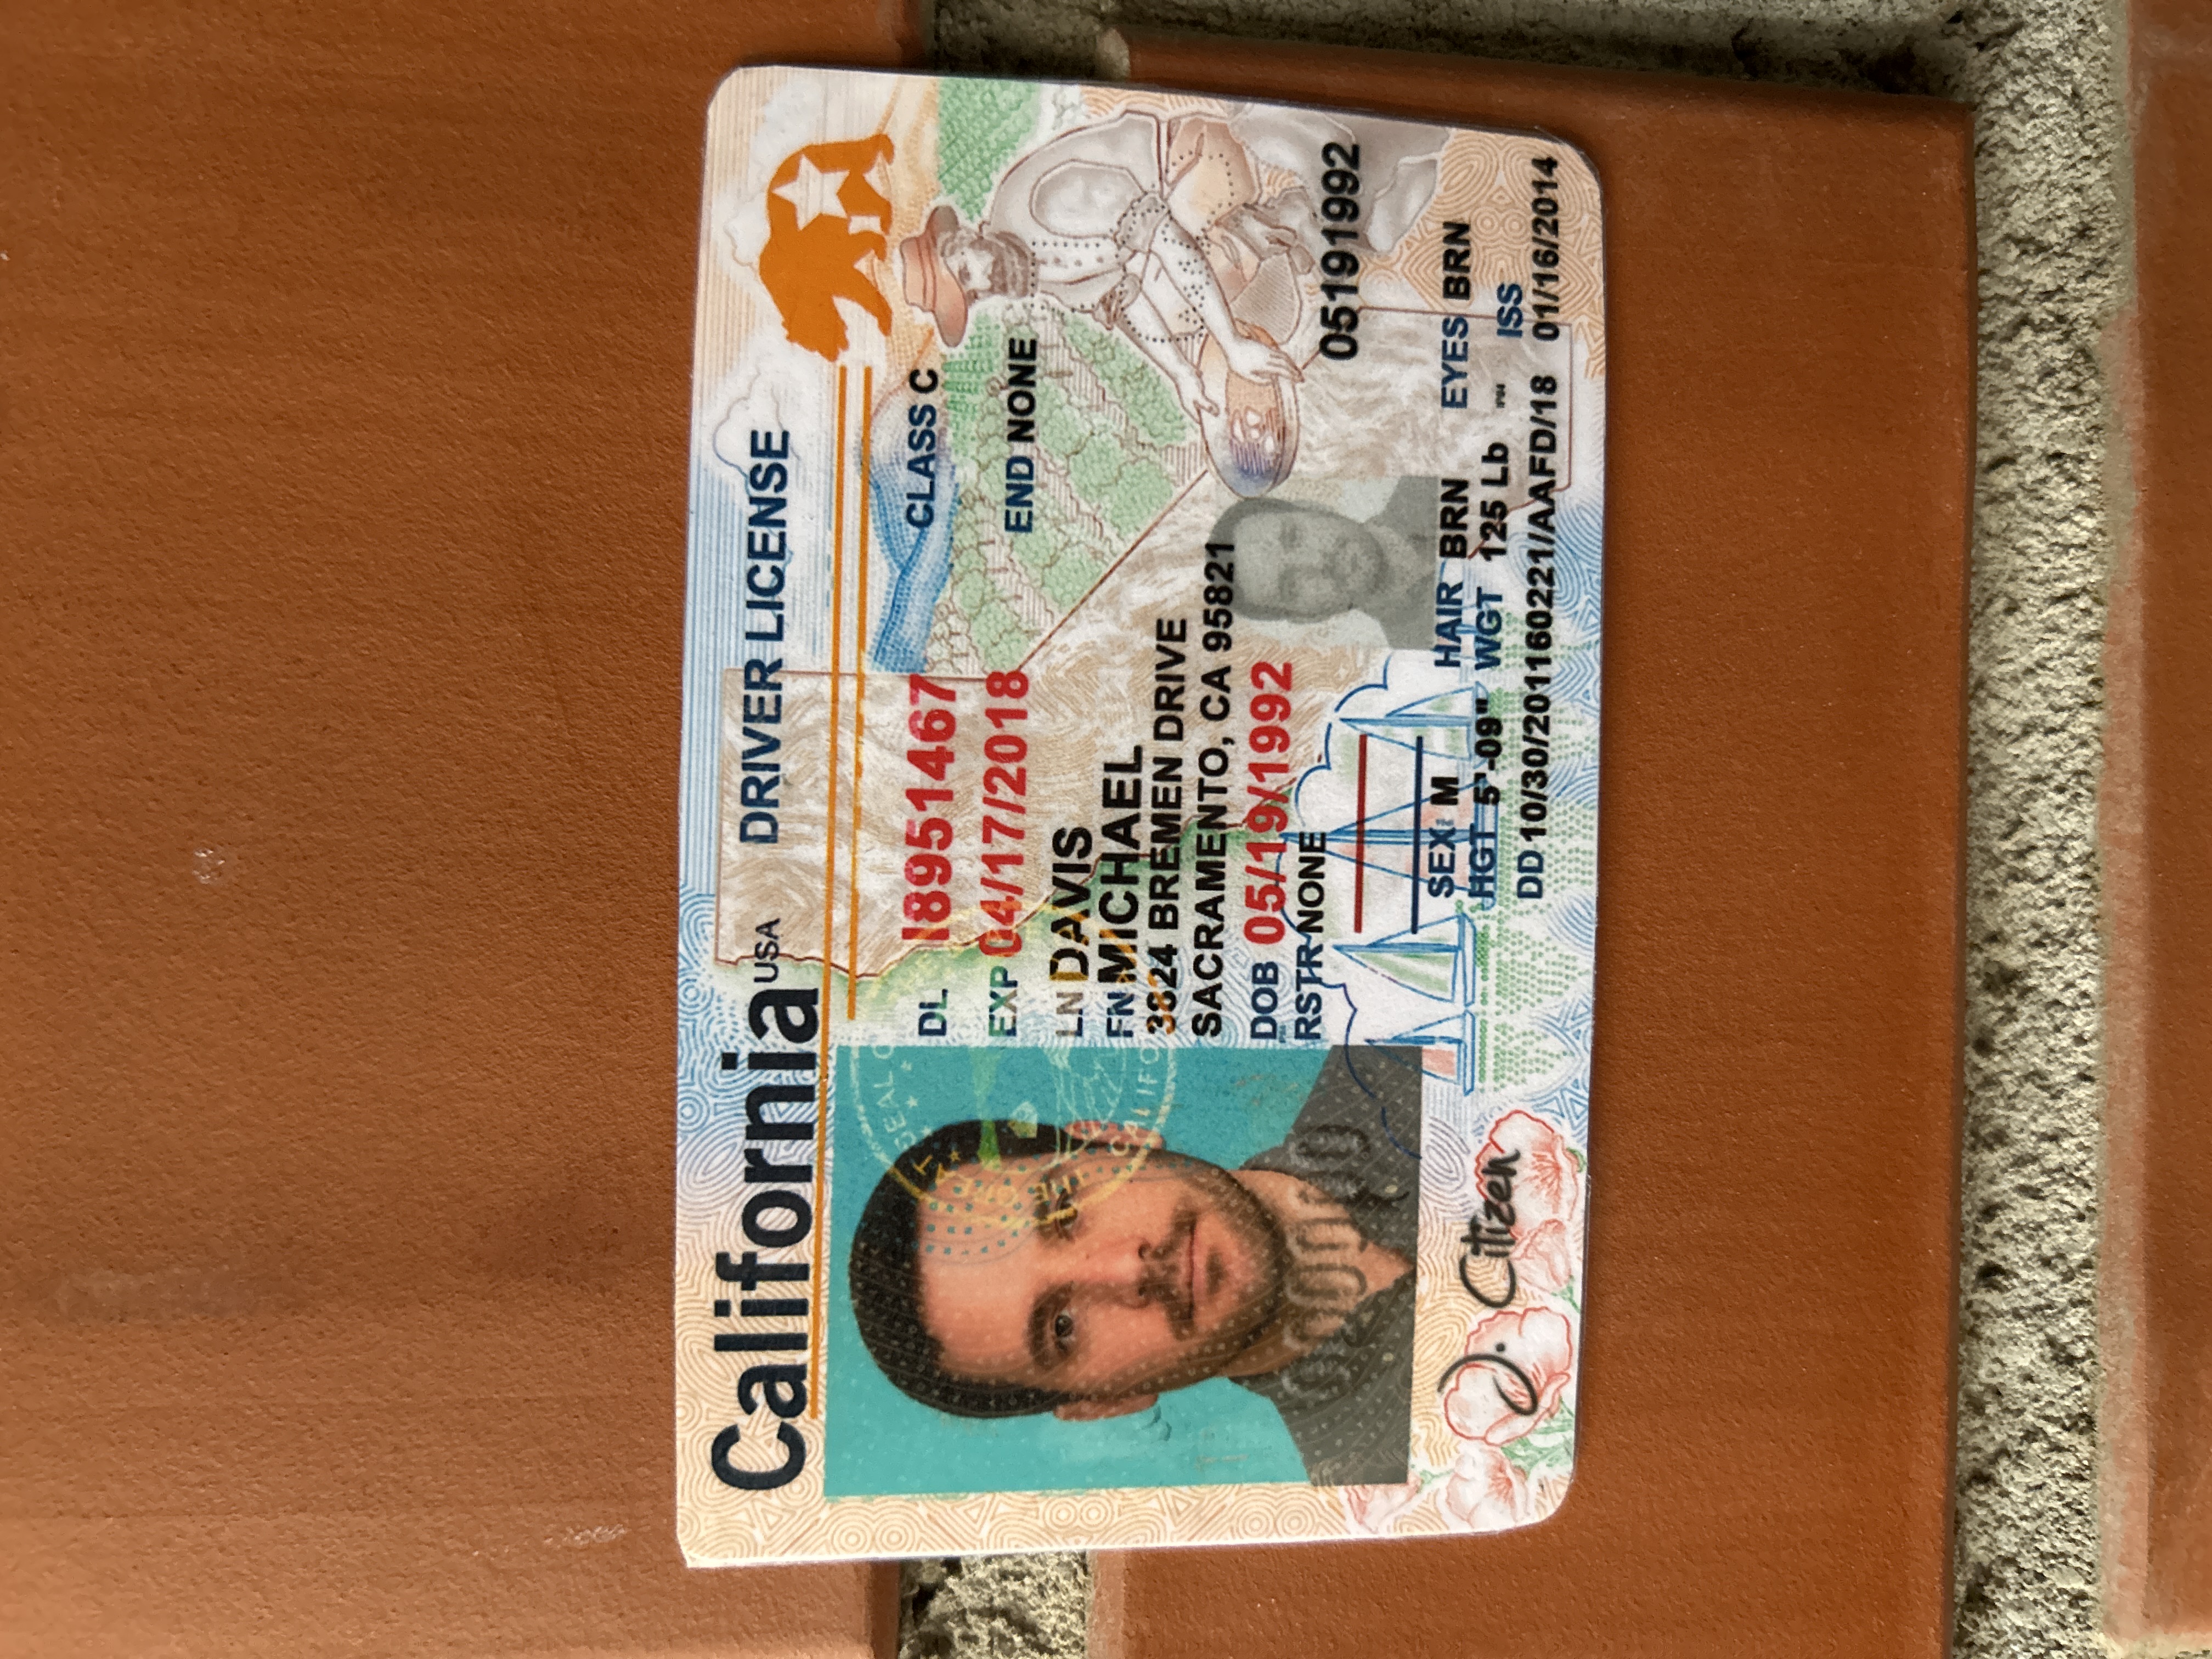 California USA DRIVER LICENSE
DL I8951467 CLASS C
EXP 04/17/2018 END NONE
LN DAVIS
FN MICHAEL
3824 BREMEN DRIVE
SACRAMENTO, CA 95821
DOB 05/19/1992
RSTR NONE
05191992
J. Citizen
SEX M HAIR BRN EYES BRN
HGT 5'-09" WGT 125 Lb ISS
DD 10/30/201160221/AAFD/18 01/16/2014